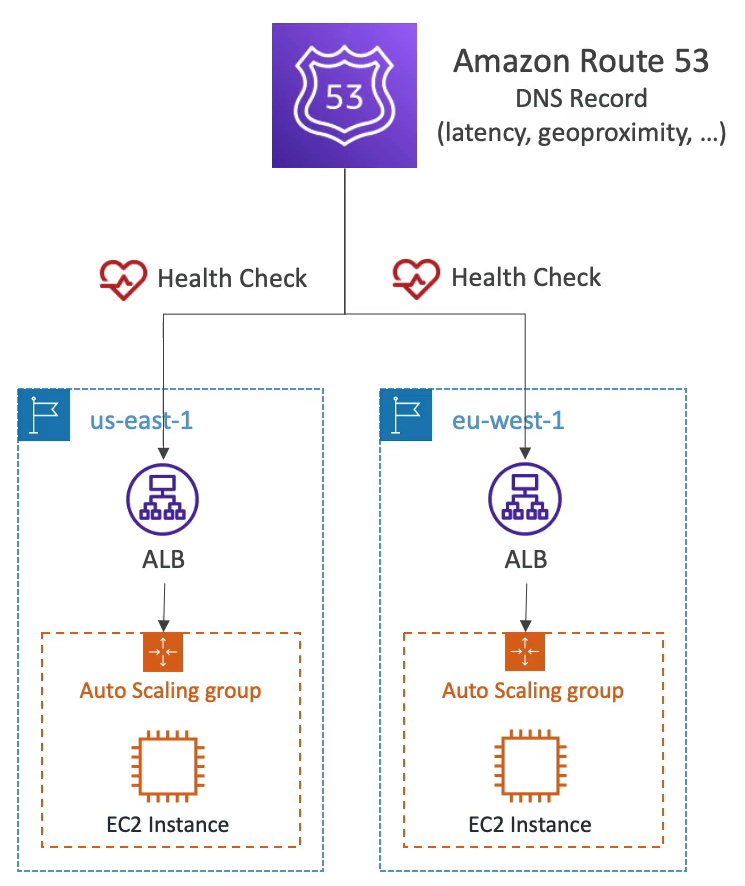 53
Amazon Route 53
DNS Record
(latency, geoproximity, ...)
Health Check
Health Check
us-east-1
eu-west-1
ALB
ALB
Auto Scaling group
Auto Scaling group
EC2 Instance
EC2 Instance